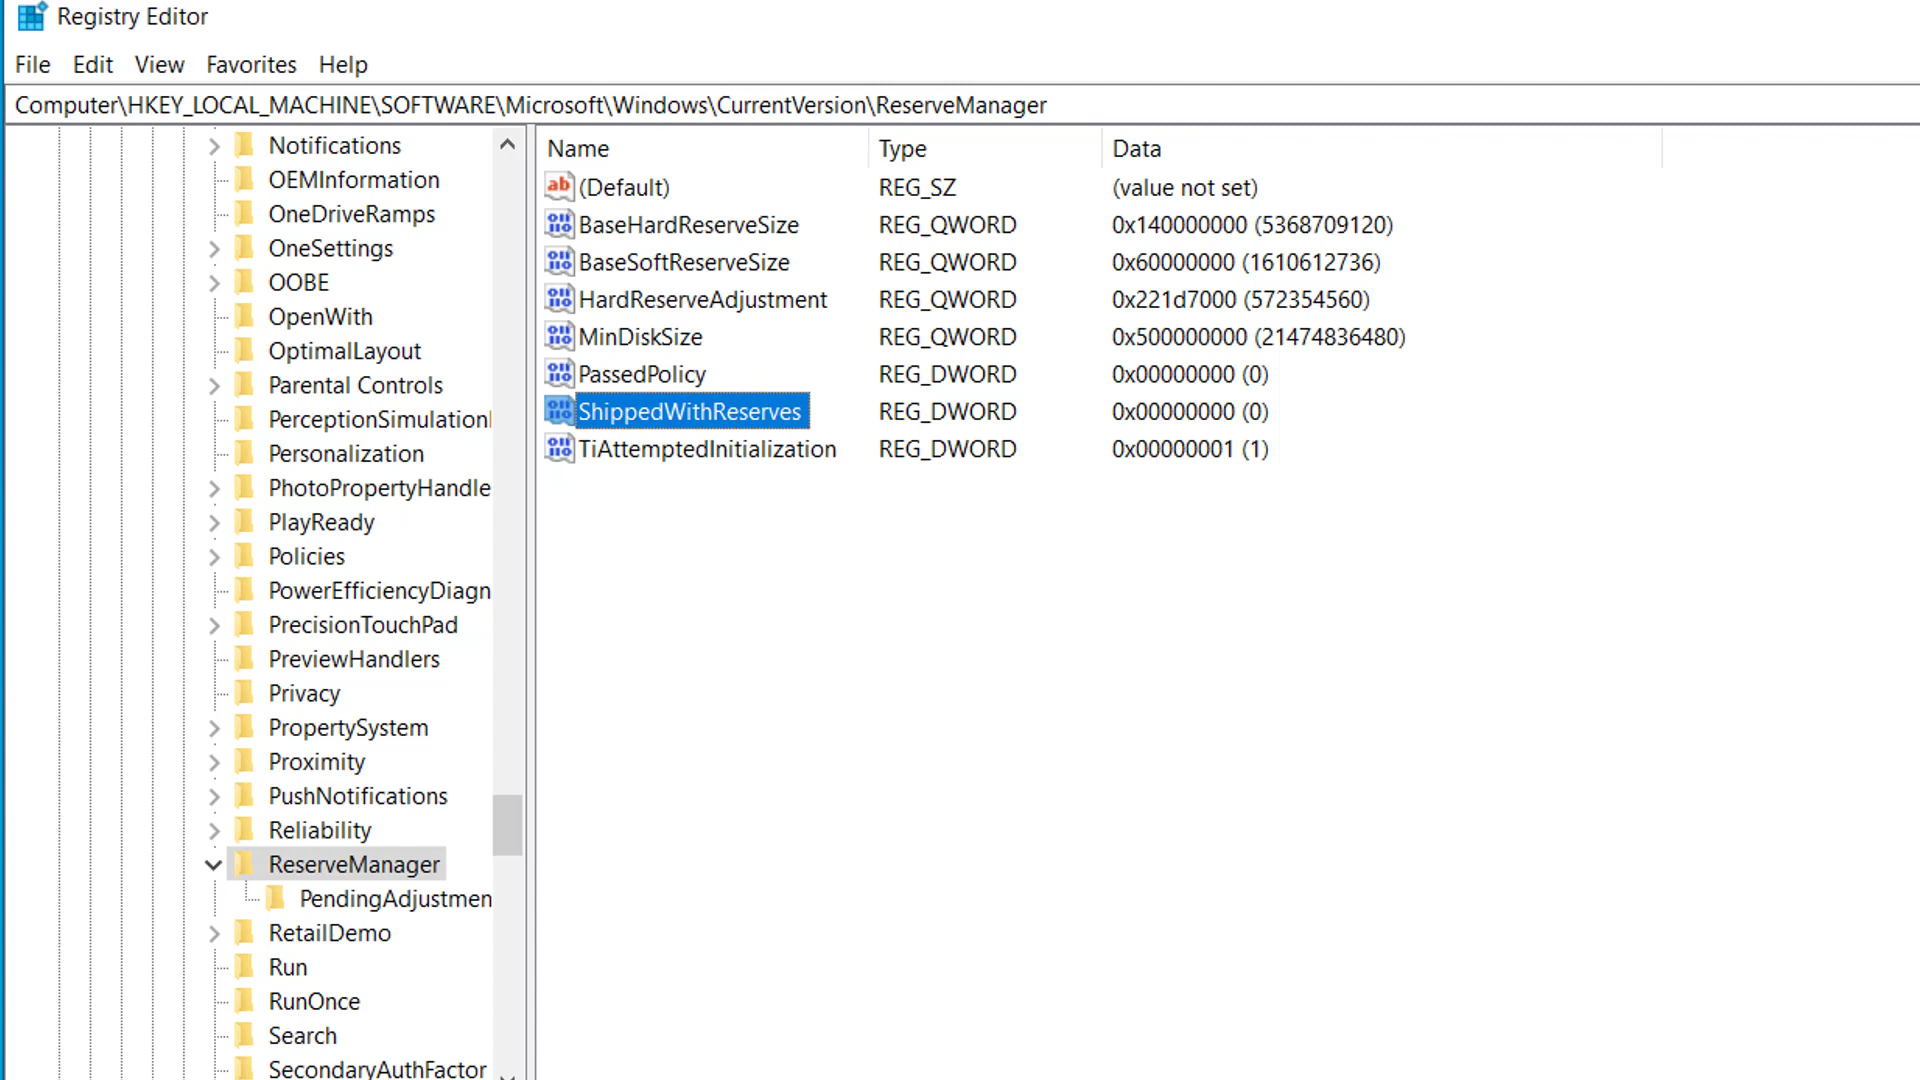 Registry Editor
File Edit View Favorites Help
Computer\HKEY_LOCAL_MACHINE\SOFTWARE\Microsoft\Windows\CurrentVersion\ReserveManager
Notifications
OEMInformation
OneDriveRamps
OneSettings
OOBE
OpenWith
OptimalLayout
Parental Controls
PerceptionSimulation
Personalization
PhotoPropertyHandle
PlayReady
Policies
PowerEfficiencyDiagn
PrecisionTouchPad
PreviewHandlers
Privacy
PropertySystem
Proximity
PushNotifications
Reliability
ReserveManager
PendingAdjustmen
RetailDemo
Run
RunOnce
Search
SecondaryAuthFactor
Name Type Data
(Default) REG_SZ (value not set)
BaseHardReserveSize REG_QWORD 0x140000000 (5368709120)
BaseSoftReserveSize REG_QWORD 0x60000000 (1610612736)
HardReserveAdjustment REG_QWORD 0x221d7000 (572354560)
MinDiskSize REG_QWORD 0x500000000 (21474836480)
PassedPolicy REG_DWORD 0x00000000 (0)
ShippedWithReserves REG_DWORD 0x00000000 (0)
TiAttemptedInitialization REG_DWORD 0x00000001 (1)